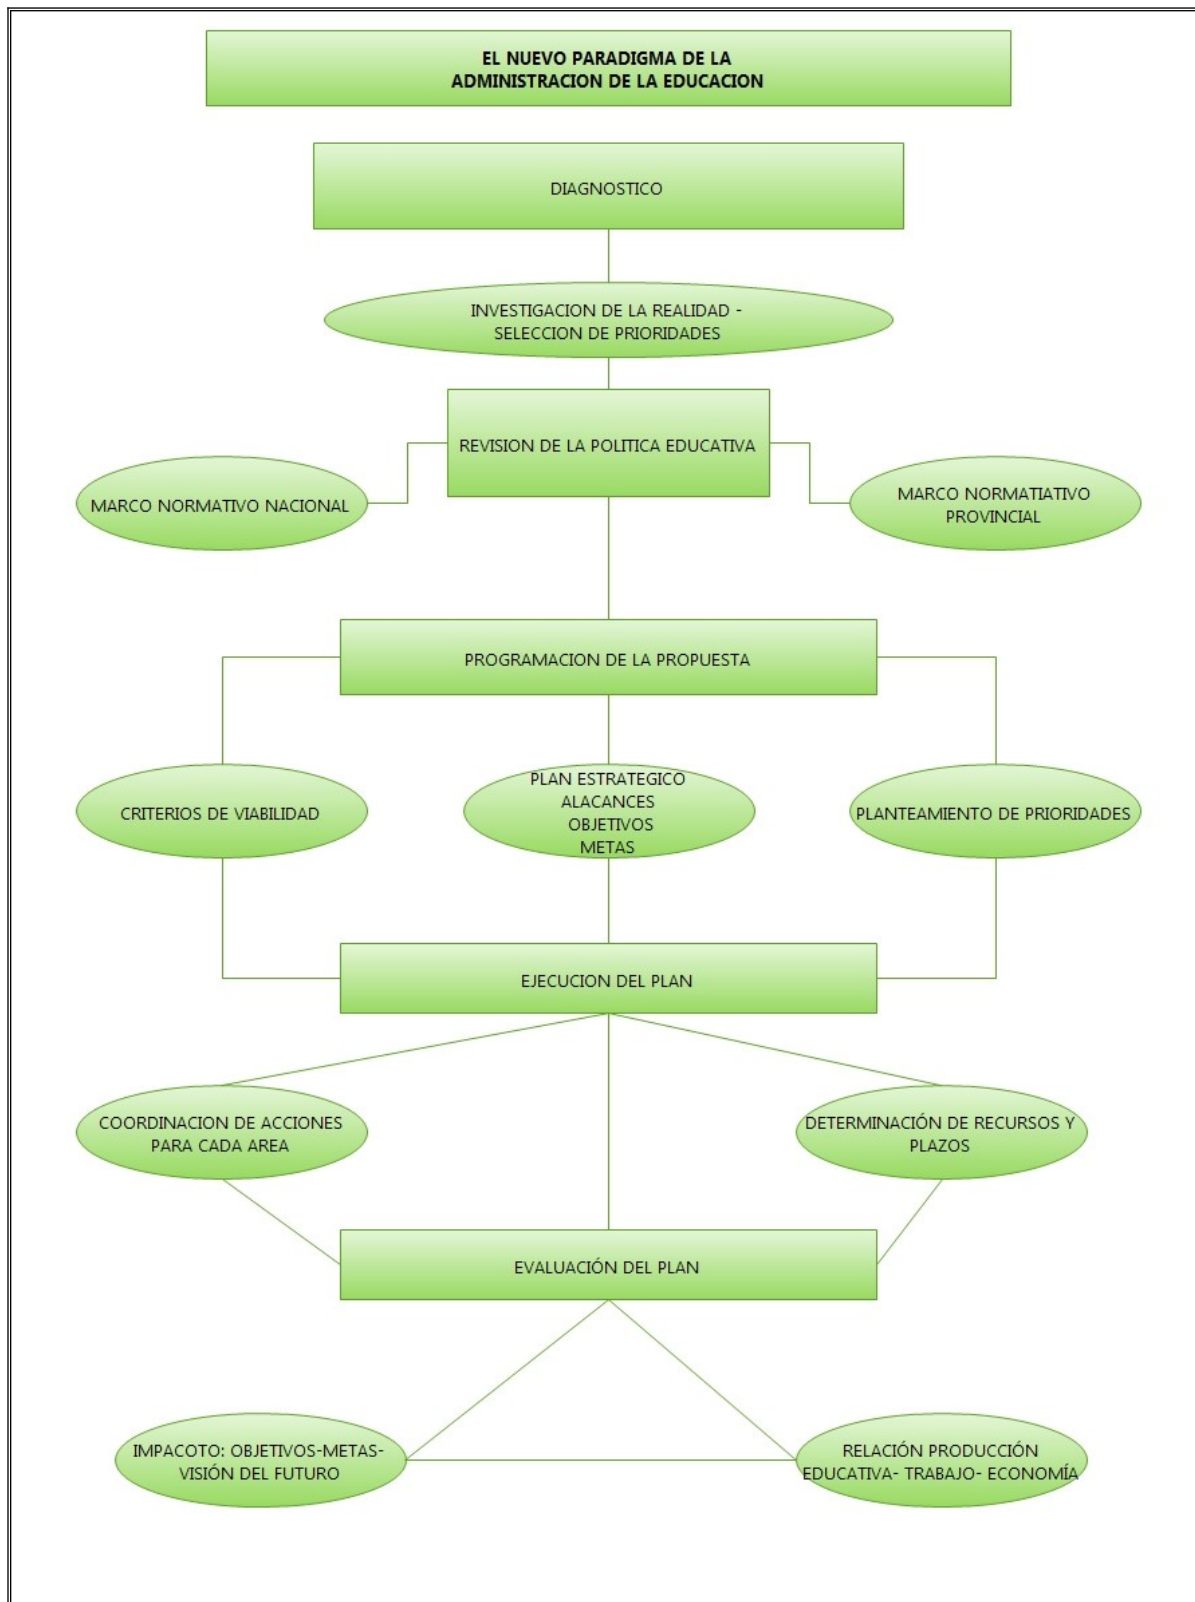 EL NUEVO PARADIGMA DE LA
ADMINISTRACION DE LA EDUCACION
DIAGNOSTICO
INVESTIGACION DE LA REALIDAD -
SELECCION DE PRIORIDADES
REVISION DE LA POLITICA EDUCATIVA
MARCO NORMATIVO NACIONAL
MARCO NORMATIATIVO
PROVINCIAL
PROGRAMACION DE LA PROPUESTA
CRITERIOS DE VIABILIDAD
PLAN ESTRATEGICO
ALACANCES
OBJETIVOS
METAS
PLANTEAMIENTO DE PRIORIDADES
EJECUCION DEL PLAN
COORDINACION DE ACCIONES
PARA CADA AREA
DETERMINACIÓN DE RECURSOS Y
PLAZOS
EVALUACIÓN DEL PLAN
IMPACOTO: OBJETIVOS-METAS-
VISIÓN DEL FUTURO
RELACIÓN PRODUCCIÓN
EDUCATIVA- TRABAJO- ECONOMÍA